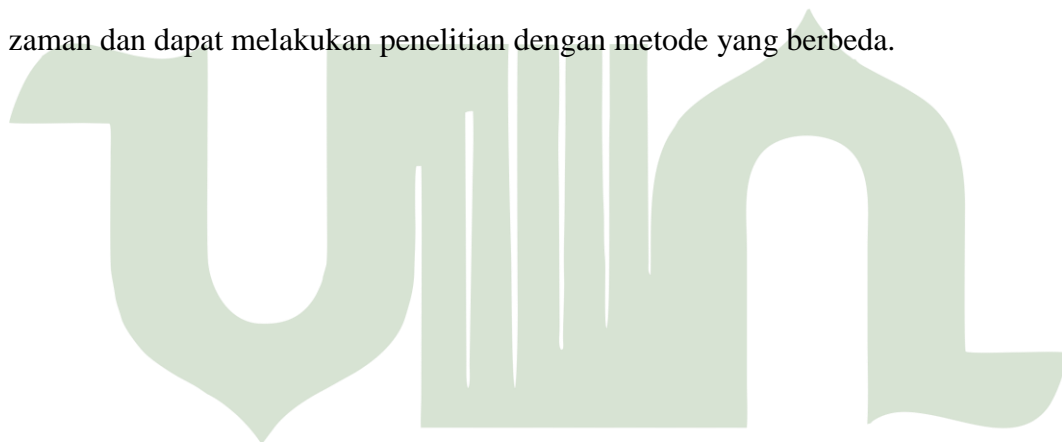 zaman dan dapat melakukan penelitian dengan metode yang berbeda.